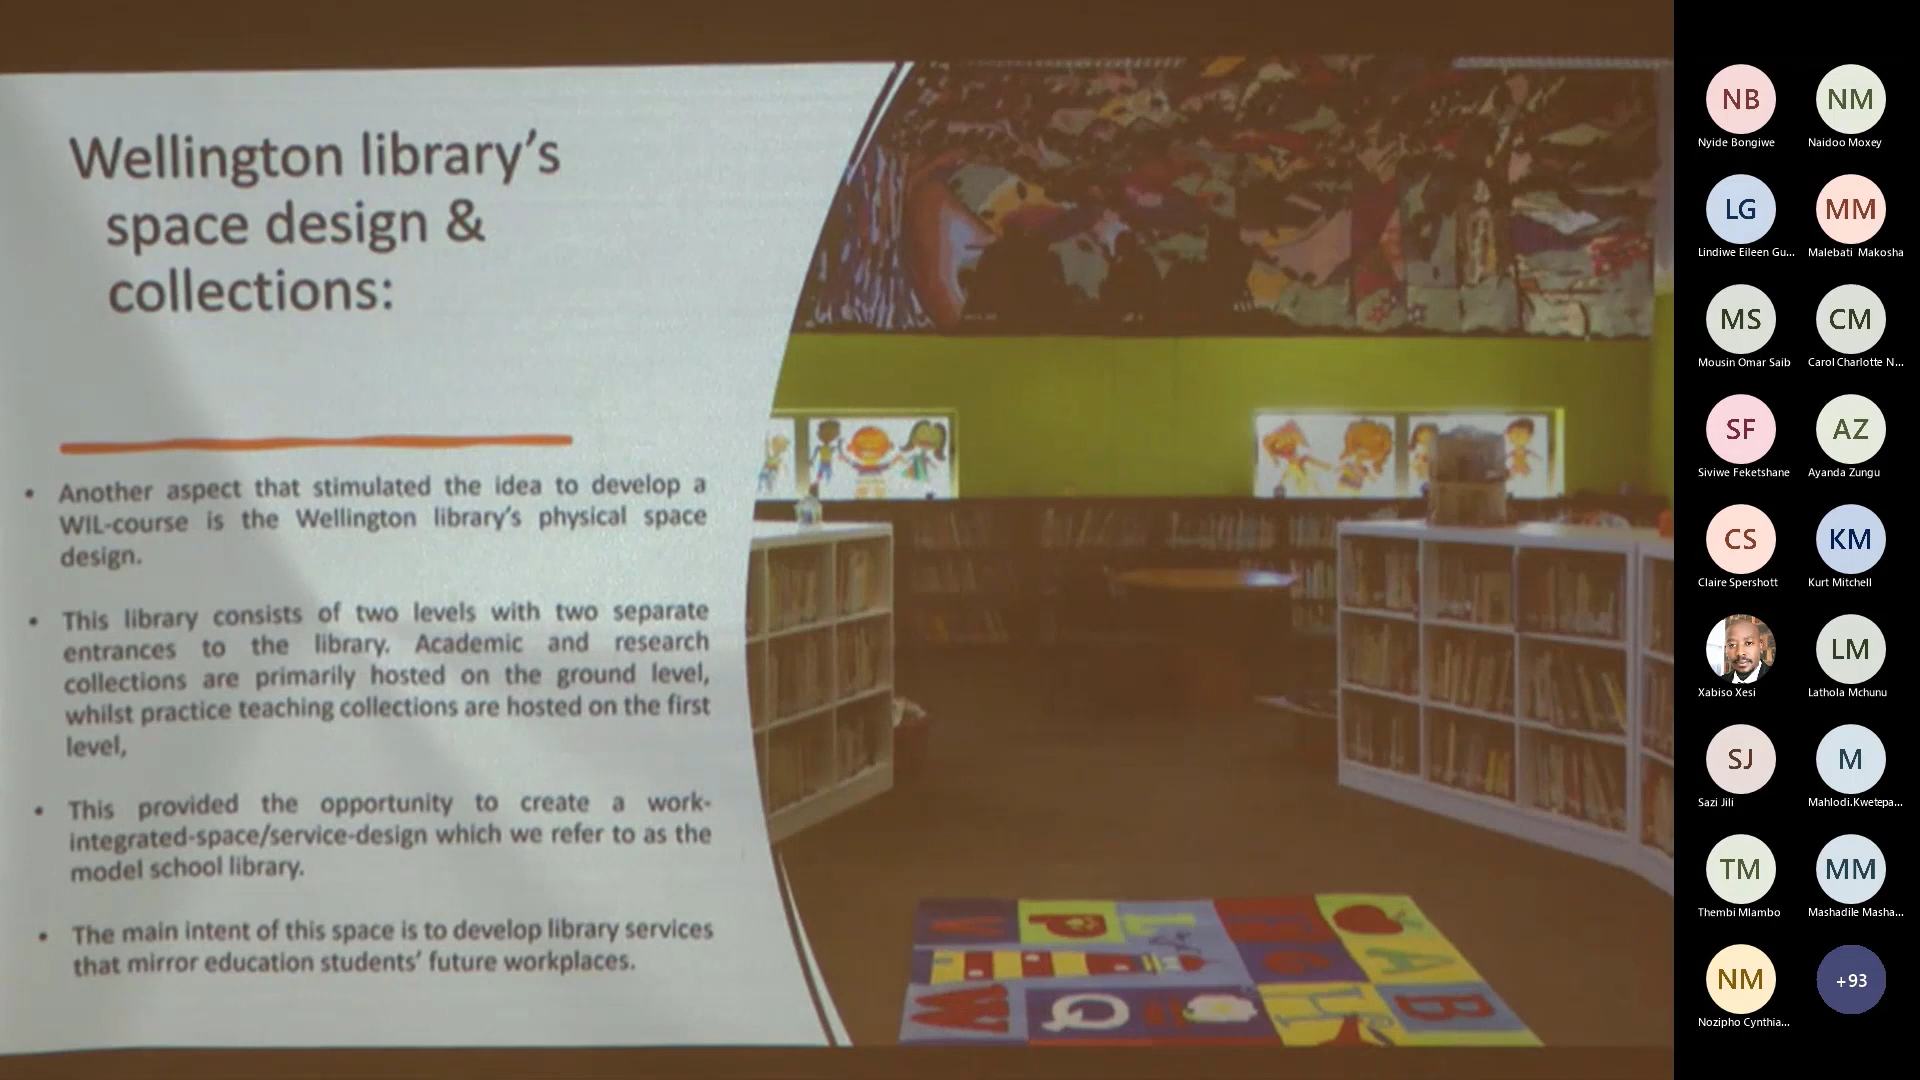 Wellington library’s
space design &
collections:
• Another aspect that stimulated the idea to develop a
WIL-course is the Wellington library’s physical space
design.
• This library consists of two levels with two separate
entrances to the library. Academic and research
collections are primarily hosted on the ground level,
whilst practice teaching collections are hosted on the first
level,
• This provided the opportunity to create a work-
integrated-space/service-design which we refer to as the
model school library.
• The main intent of this space is to develop library services
that mirror education students’ future workplaces.
P
L
A
B
W
Q
NB
Nyide Bongiwe
NM
Naidoo Moxey
LG
Lindiwe Eileen Gu...
MM
Malebati Makosha
MS
Mousin Omar Saib
CM
Carol Charlotte N...
SF
Siviwe Feketshane
AZ
Ayanda Zungu
CS
Claire Spershott
KM
Kurt Mitchell
Xabiso Xesi
LM
Lathola Mchunu
SJ
Sazi Jili
M
Mahlodi.Kwetepa...
TM
Thembi Mlambo
MM
Mashadile Masha...
NM
Nozipho Cynthia...
+93